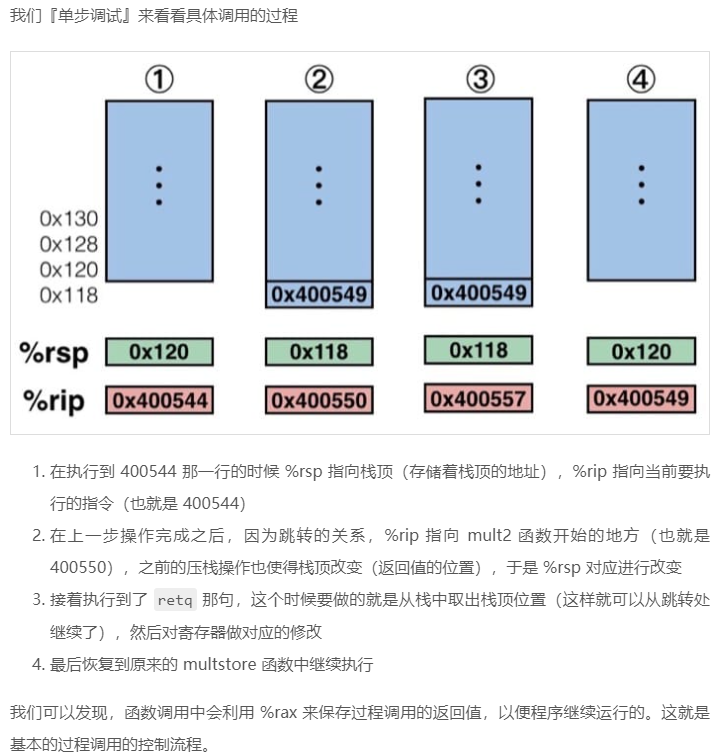 我们『单步调试』来看看具体调用的过程
① ② ③ ④
0x130
0x128
0x120
0x118 0x400549 0x400549
%rsp 0x120 0x118 0x118 0x120
%rip 0x400544 0x400550 0x400557 0x400549
1. 在执行到 400544 那一行的时候 %rsp 指向栈顶（存储着栈顶的地址），%rip 指向当前要执
行的指令（也就是 400544）
2. 在上一步操作完成之后，因为跳转的关系，%rip 指向 mult2 函数开始的地方（也就是
400550），之前的压栈操作也使得栈顶改变（返回值的位置），于是 %rsp 对应进行改变
3. 接着执行到了 retq 那句，这个时候要做的就是从栈中取出栈顶位置（这样就可以从跳转处
继续了），然后对寄存器做对应的修改
4. 最后恢复到原来的 multstore 函数中继续执行
我们可以发现，函数调用中会利用 %rax 来保存过程调用的返回值，以便程序继续运行的。这就是
基本的过程调用的控制流程。